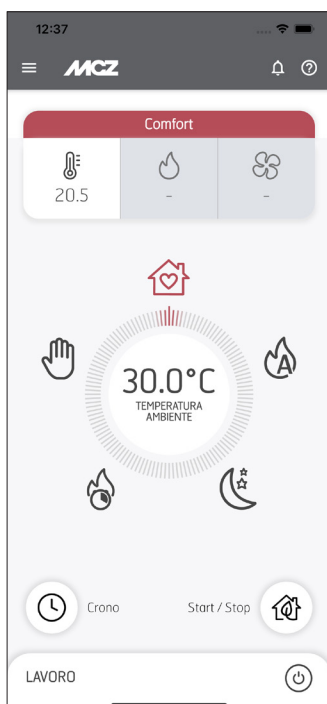 12:37
MCZ
Comfort
20.5
-
-
A
30.0°C
TEMPERATURA
AMBIENTE
Crono
Start / Stop
LAVORO